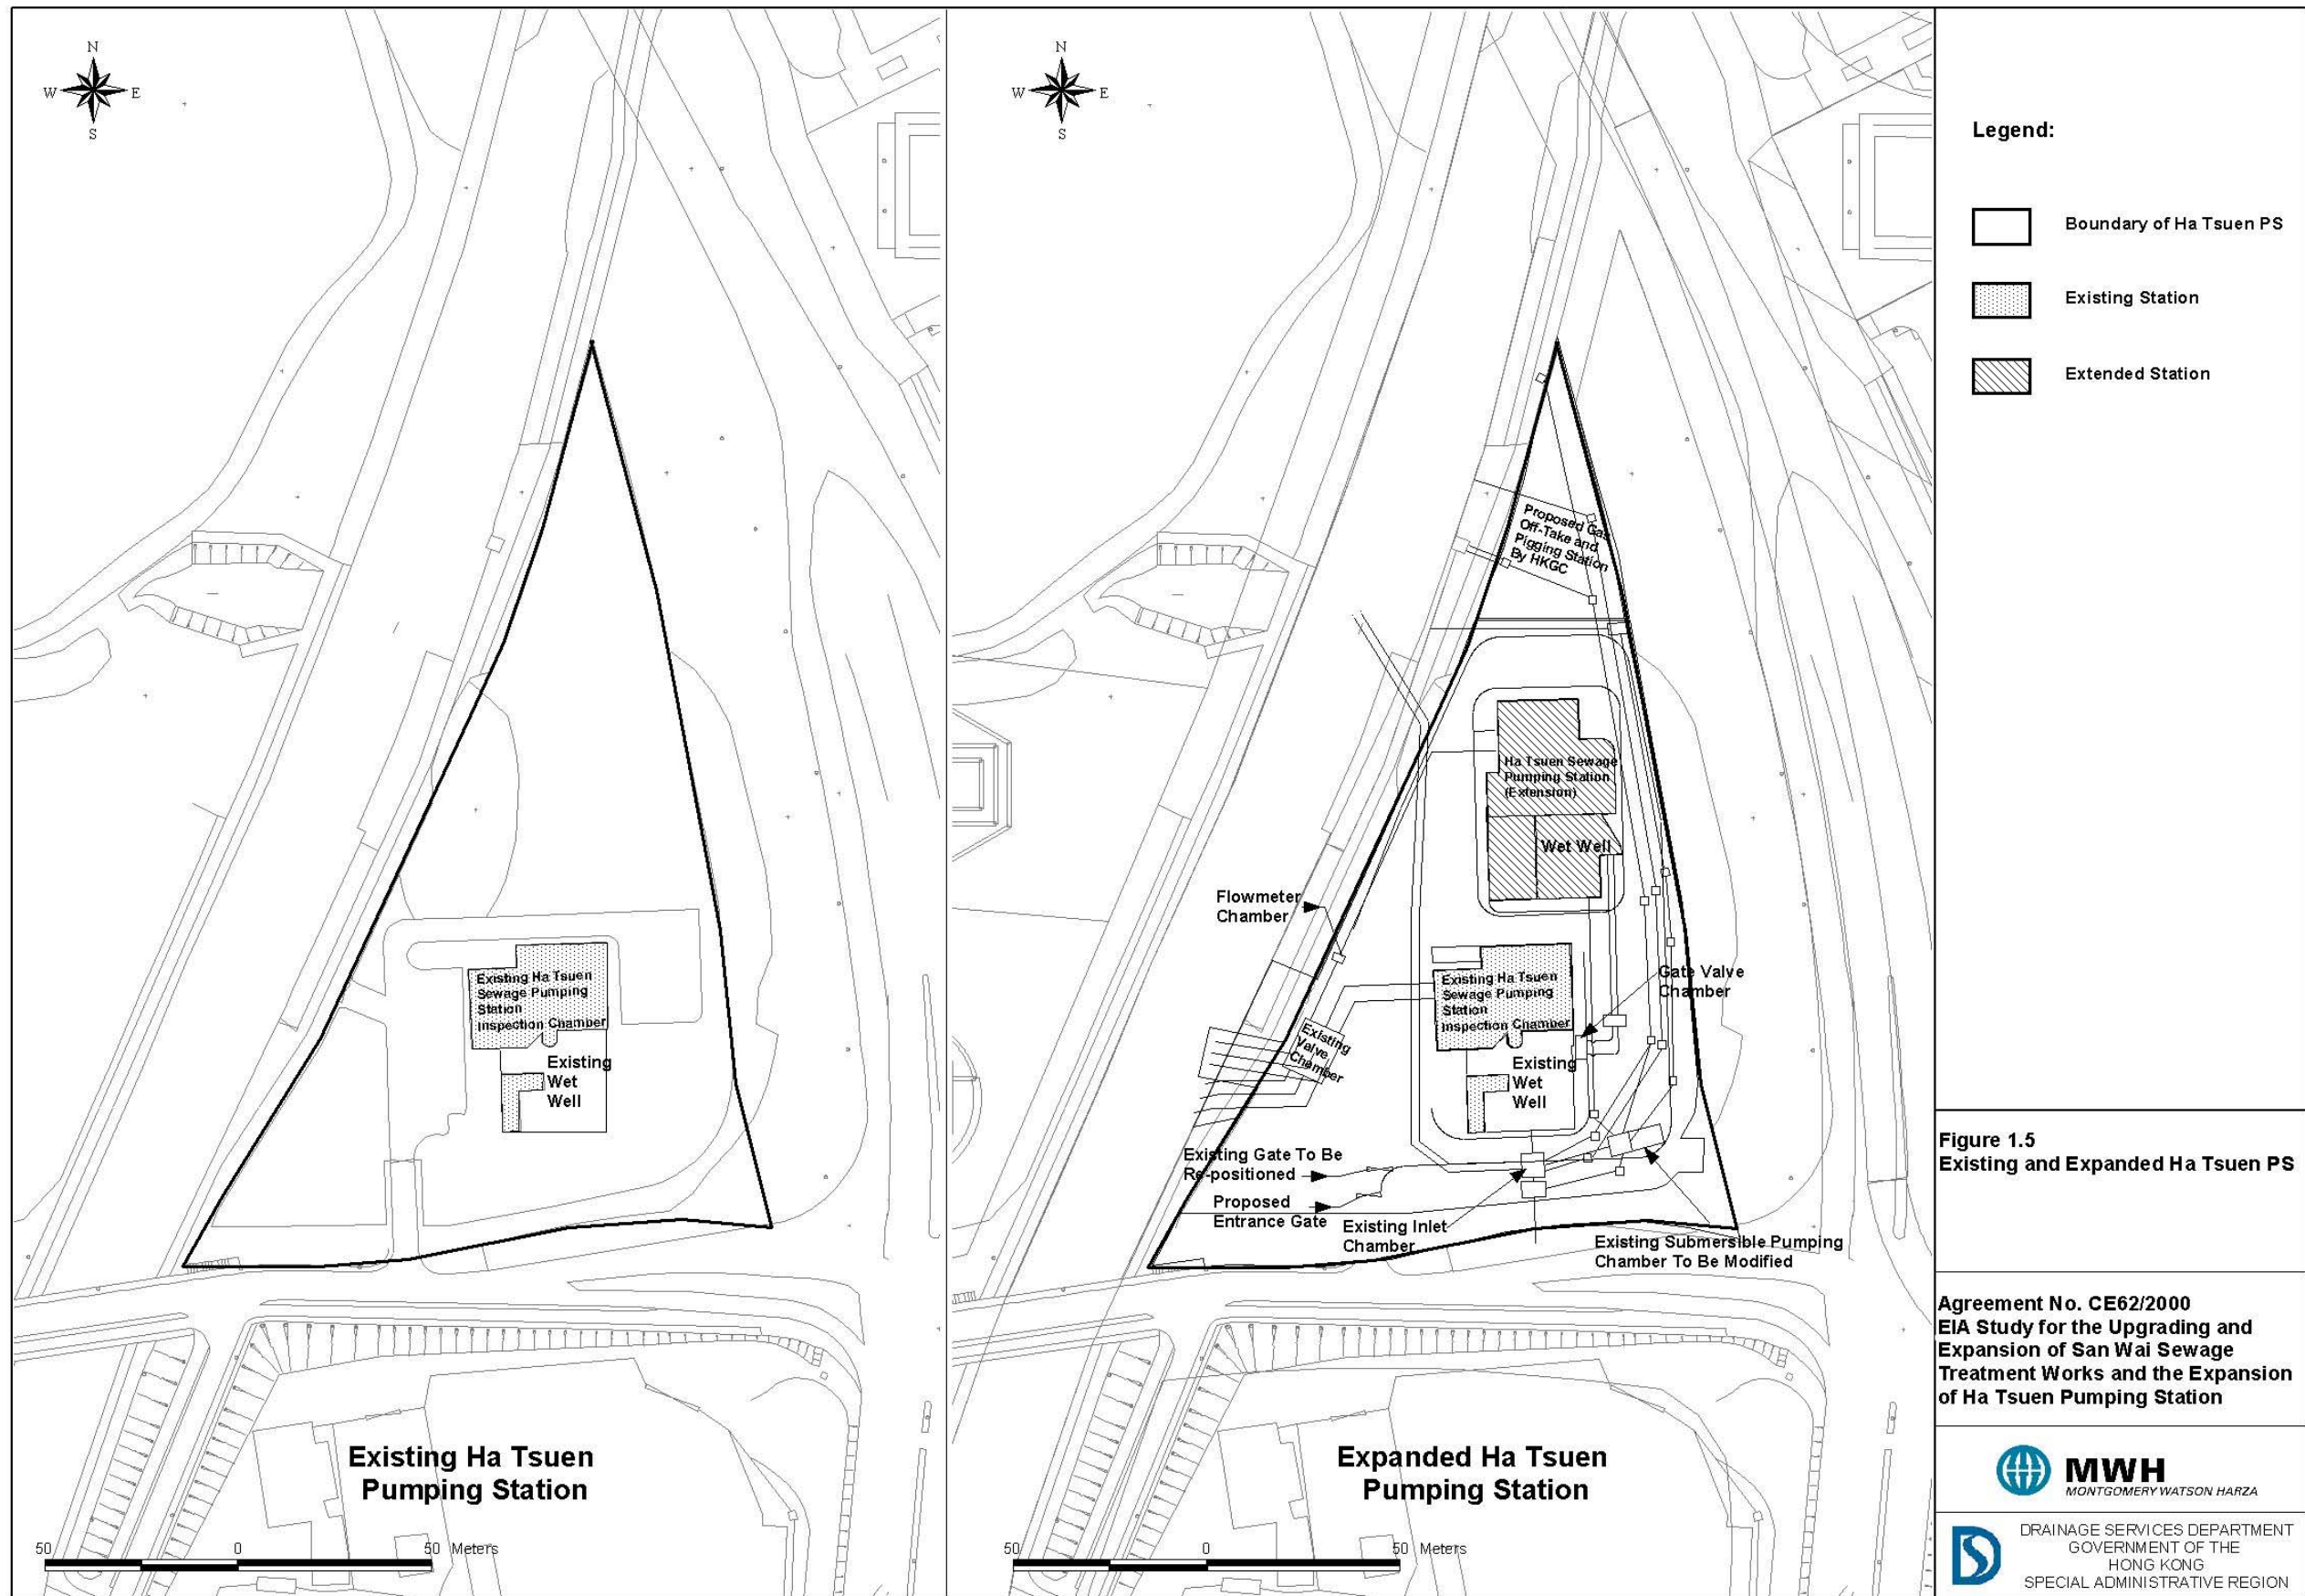 N
W E
S
Existing Ha Tsuen
Sewage Pumping
Station
Inspection Chamber
Existing
Wet
Well
Existing Ha Tsuen
Pumping Station
50 0 50 Meters
N
W E
S
Proposed Gas
Off-Take and
Pigging Station
By HKGC
Ha Tsuen Sewage
Pumping Station
(Extension)
Wet Well
Flowmeter
Chamber
Existing Ha Tsuen
Sewage Pumping
Station
Inspection Chamber
Gate Valve
Chamber
Existing
Valve
Chamber
Existing
Wet
Well
Existing Gate To Be
Re-positioned
Proposed
Entrance Gate
Existing Inlet
Chamber
Existing Submersible Pumping
Chamber To Be Modified
Expanded Ha Tsuen
Pumping Station
50 0 50 Meters
Legend:
Boundary of Ha Tsuen PS
Existing Station
Extended Station
Figure 1.5
Existing and Expanded Ha Tsuen PS
Agreement No. CE62/2000
EIA Study for the Upgrading and
Expansion of San Wai Sewage
Treatment Works and the Expansion
of Ha Tsuen Pumping Station
MWH
MONTGOMERY WATSON HARZA
DRAINAGE SERVICES DEPARTMENT
GOVERNMENT OF THE
HONG KONG
SPECIAL ADMINISTRATIVE REGION